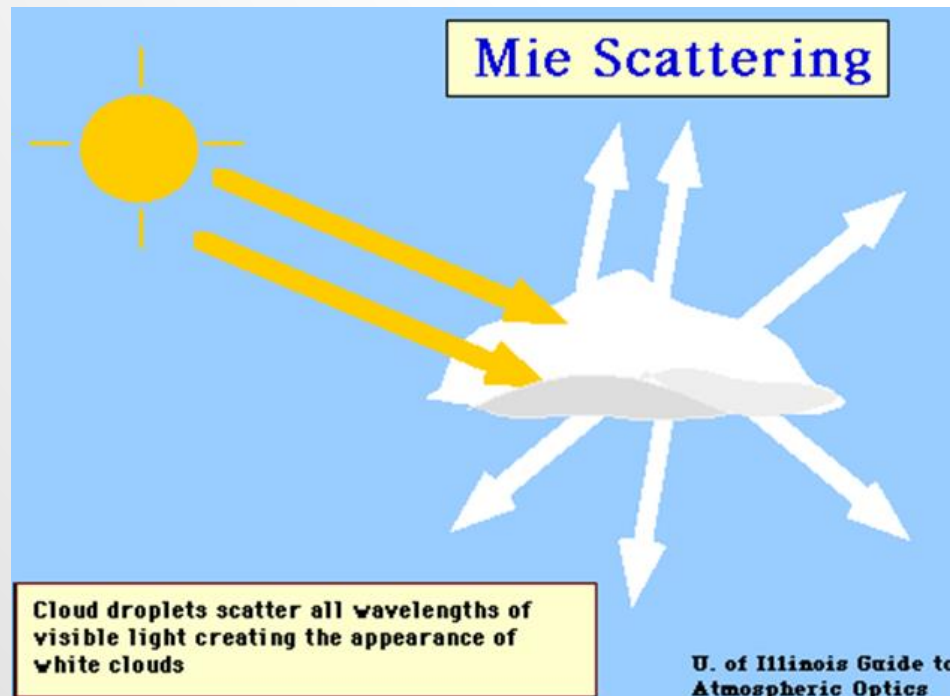 Mie Scattering
Cloud droplets scatter all wavelengths of
visible light creating the appearance of
white clouds
U. of Illinois Guide to
Atmospheric Optics